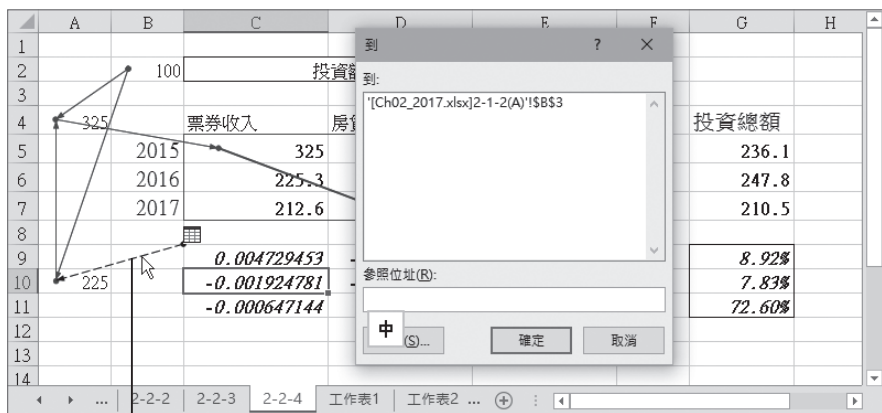 A B C D E F G H
到 ? ×
1
2 100 投資額
到:
'[Ch02_2017.xlsx]2-1-2(A)'!$B$3
3
4 325 票券收入 房 投資總額
5 2015 325 236.1
6 2016 225.3 247.8
7 2017 212.6 210.5
8
9 0.004729453 8.92%
參照位址(R):
10 225 -0.001924781 7.83%
11 -0.000647144 72.60%
12
中 (S)... 確定 取消
13
14
... 2-2-2 2-2-3 2-2-4 工作表1 工作表2 ...